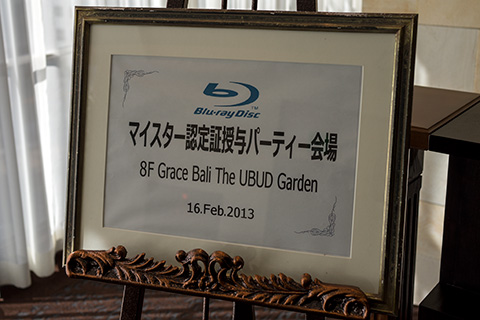 Blu-ray Disc™
マイスター認定証授与パーティー会場
8F Grace Bali The UBUD Garden
16.Feb.2013